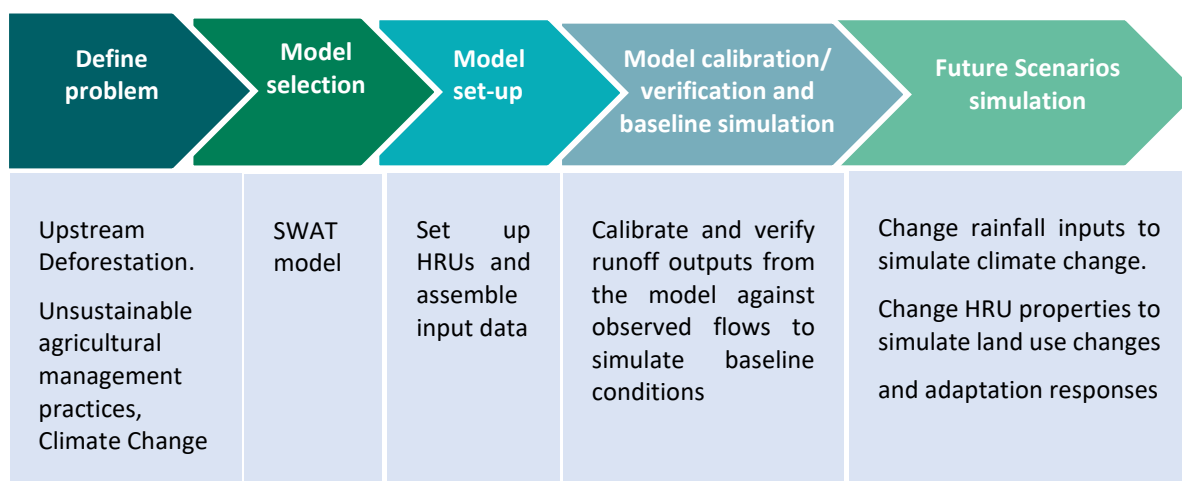 Define
problem
Model
selection
Model
set-up
Model calibration/
verification and
baseline simulation
Future Scenarios
simulation
Upstream
Deforestation.
Unsustainable
agricultural
management
practices,
Climate Change
SWAT
model
Set up
HRUs and
assemble
input data
Calibrate and verify
runoff outputs from
the model against
observed flows to
simulate baseline
conditions
Change rainfall inputs to
simulate climate change.
Change HRU properties to
simulate land use changes
and adaptation responses